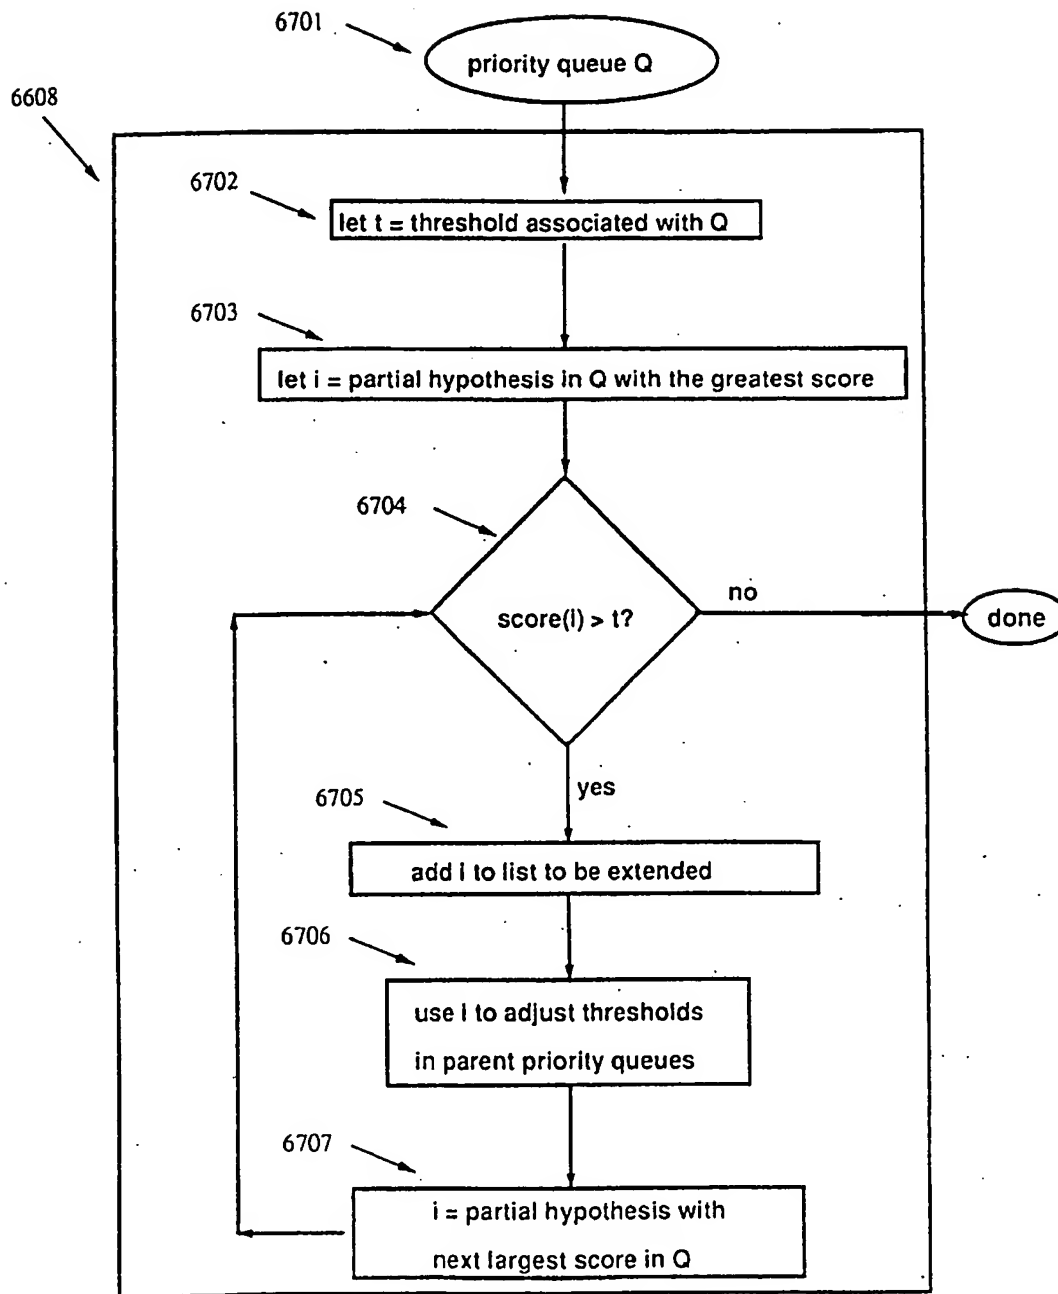 6701
priority queue Q
6608
6702
let t = threshold associated with Q
6703
let i = partial hypothesis in Q with the greatest score
6704
score(i) > t?
no
done
yes
6705
add i to list to be extended
6706
use i to adjust thresholds
in parent priority queues
6707
i = partial hypothesis with
next largest score in Q